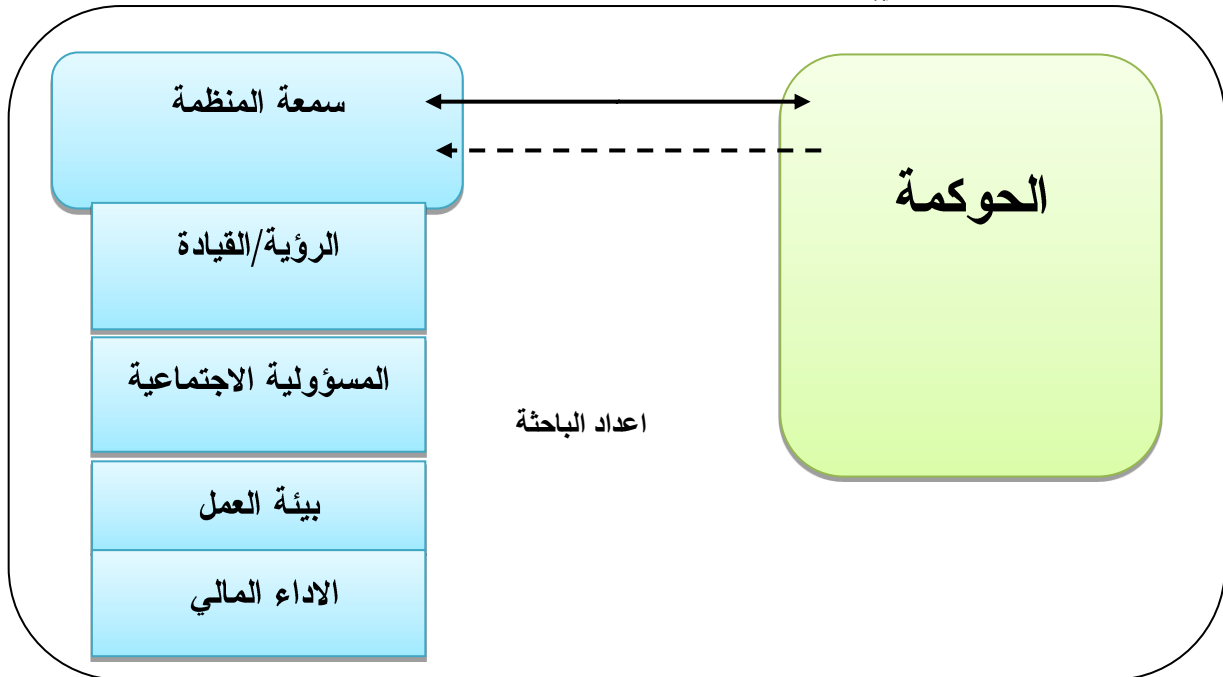 سمعة المنظمة
الحوكمة
الرؤية/القيادة
المسؤولية الاجتماعية
اعداد الباحثة
بيئة العمل
الاداء المالي